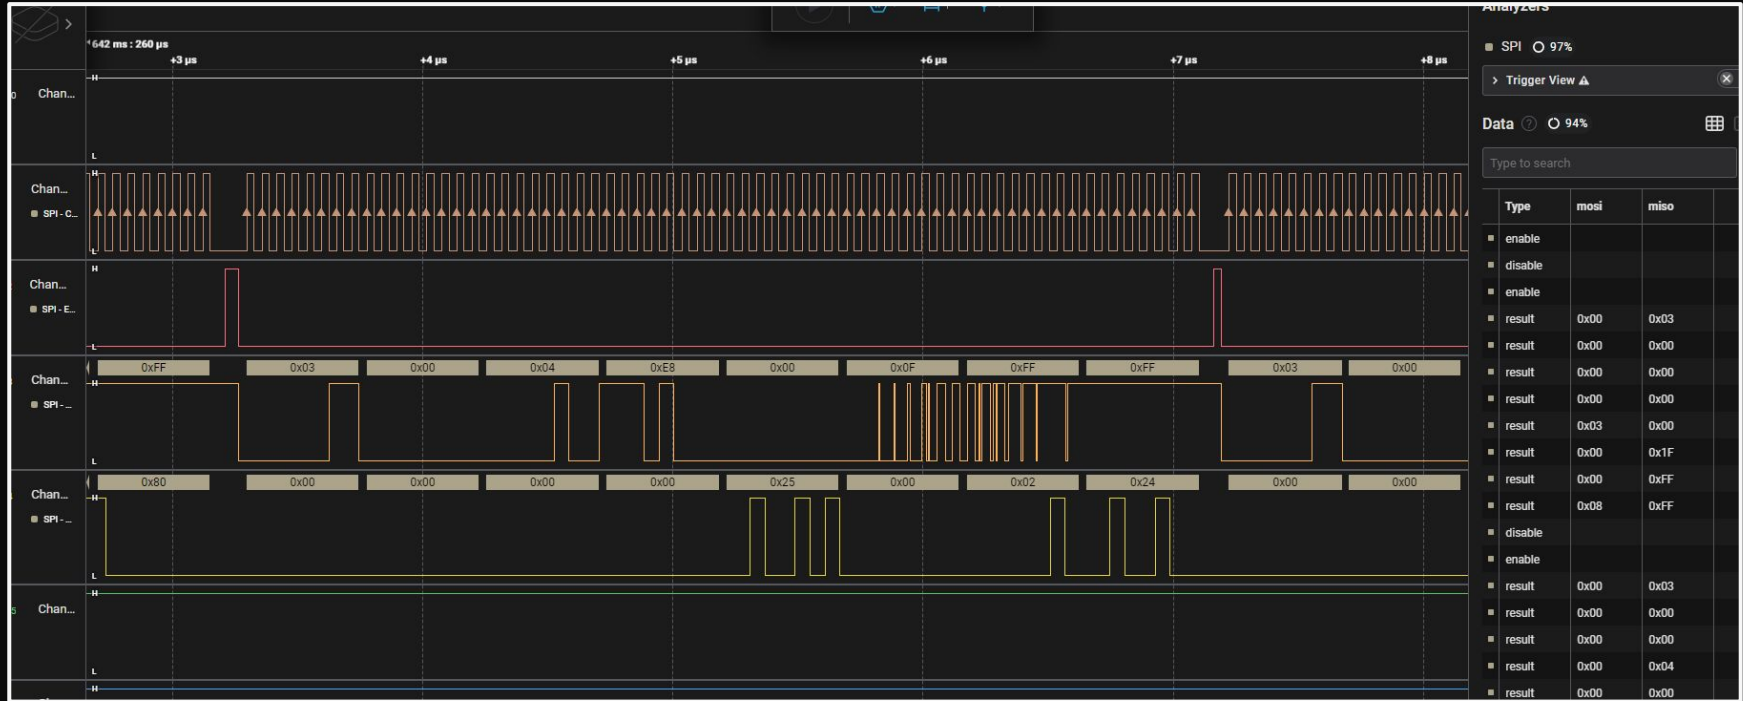 642 ms : 260 µs
+3 µs +4 µs +5 µs +6 µs +7 µs +8 µs
H
0 Chan...
L
H
Chan...
SPI - C...
L
H
Chan...
SPI - E...
L
0xFF 0x03 0x00 0x04 0xE8 0x00 0x0F 0xFF 0xFF 0x03 0x00
H
Chan...
SPI - ...
L
0x80 0x00 0x00 0x00 0x00 0x25 0x00 0x02 0x24 0x00 0x00
H
Chan...
SPI - ...
L
H
5 Chan...
L
H
Analyzers
SPI 97%
Trigger View
Data ? 94%
Type to search
Type mosi miso
enable
disable
enable
result 0x00 0x03
result 0x00 0x00
result 0x00 0x00
result 0x00 0x00
result 0x03 0x00
result 0x00 0x1F
result 0x00 0xFF
result 0x08 0xFF
disable
enable
result 0x00 0x03
result 0x00 0x00
result 0x00 0x00
result 0x00 0x04
result 0x00 0x00